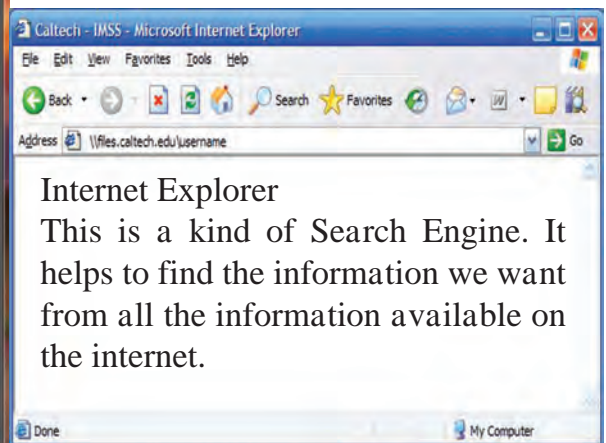 Caltech - IMSS - Microsoft Internet Explorer
File Edit View Favorites Tools Help
Back Search Favorites
Address \\files.caltech.edu\username Go
Internet Explorer
This is a kind of Search Engine. It
helps to find the information we want
from all the information available on
the internet.
Done My Computer